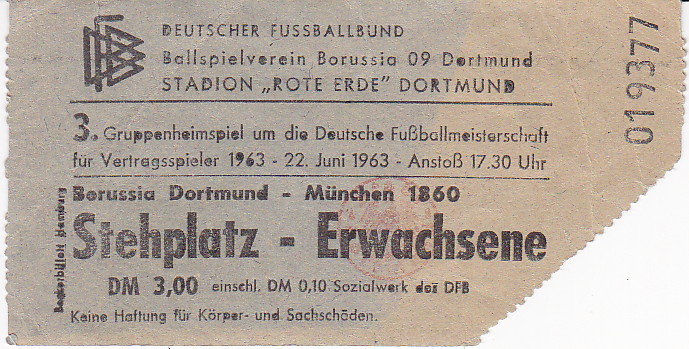 DFB
DEUTSCHER FUSSBALLBUND
Ballspielverein Borussia 09 Dortmund
STADION „ROTE ERDE" DORTMUND
019377
3. Gruppenheimspiel um die Deutsche Fußballmeisterschaft
für Vertragsspieler 1963 - 22. Juni 1963 - Anstoß 17.30 Uhr
Borussia Dortmund - München 1860
Stehplatz - Erwachsene
DM 3,00 einschl. DM 0,10 Sozialwerk des DFB
Keine Haftung für Körper- und Sachschäden.
Hamburg